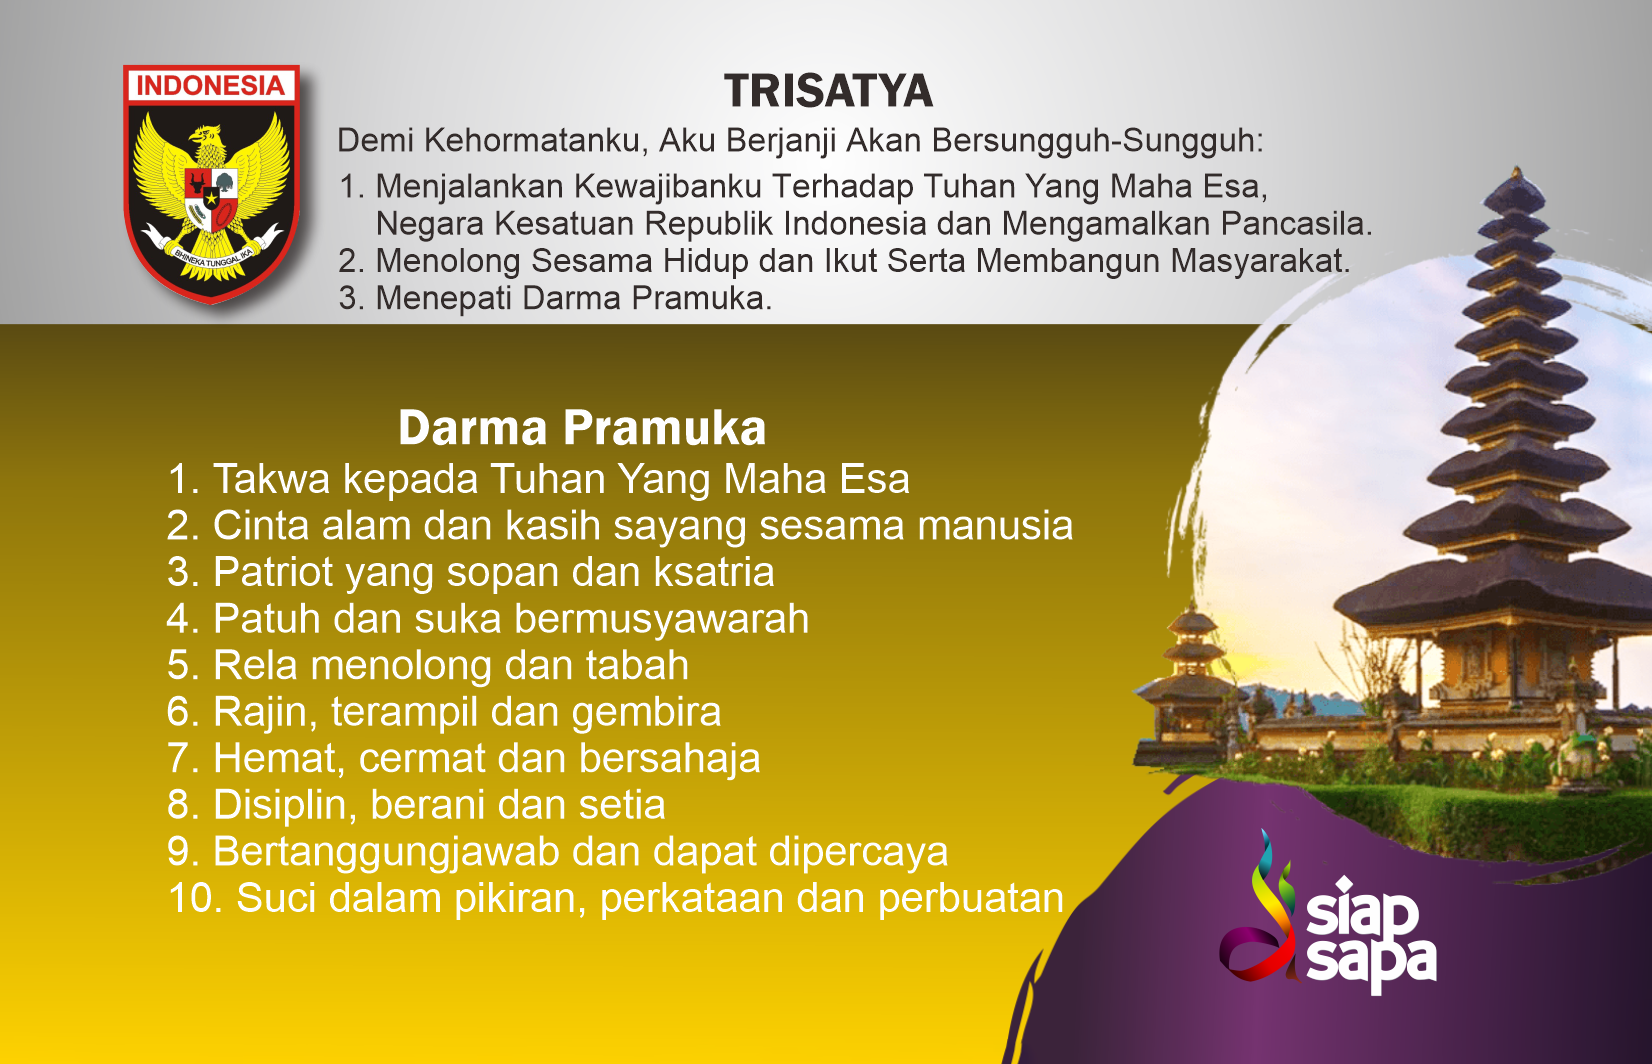 INDONESIA
BHINEKA TUNGGAL IKA
TRISATYA
Demi Kehormatanku, Aku Berjanji Akan Bersungguh-Sungguh:
1. Menjalankan Kewajibanku Terhadap Tuhan Yang Maha Esa,
Negara Kesatuan Republik Indonesia dan Mengamalkan Pancasila.
2. Menolong Sesama Hidup dan Ikut Serta Membangun Masyarakat.
3. Menepati Darma Pramuka.
Darma Pramuka
1. Takwa kepada Tuhan Yang Maha Esa
2. Cinta alam dan kasih sayang sesama manusia
3. Patriot yang sopan dan ksatria
4. Patuh dan suka bermusyawarah
5. Rela menolong dan tabah
6. Rajin, terampil dan gembira
7. Hemat, cermat dan bersahaja
8. Disiplin, berani dan setia
9. Bertanggungjawab dan dapat dipercaya
10. Suci dalam pikiran, perkataan dan perbuatan
siap
sapa